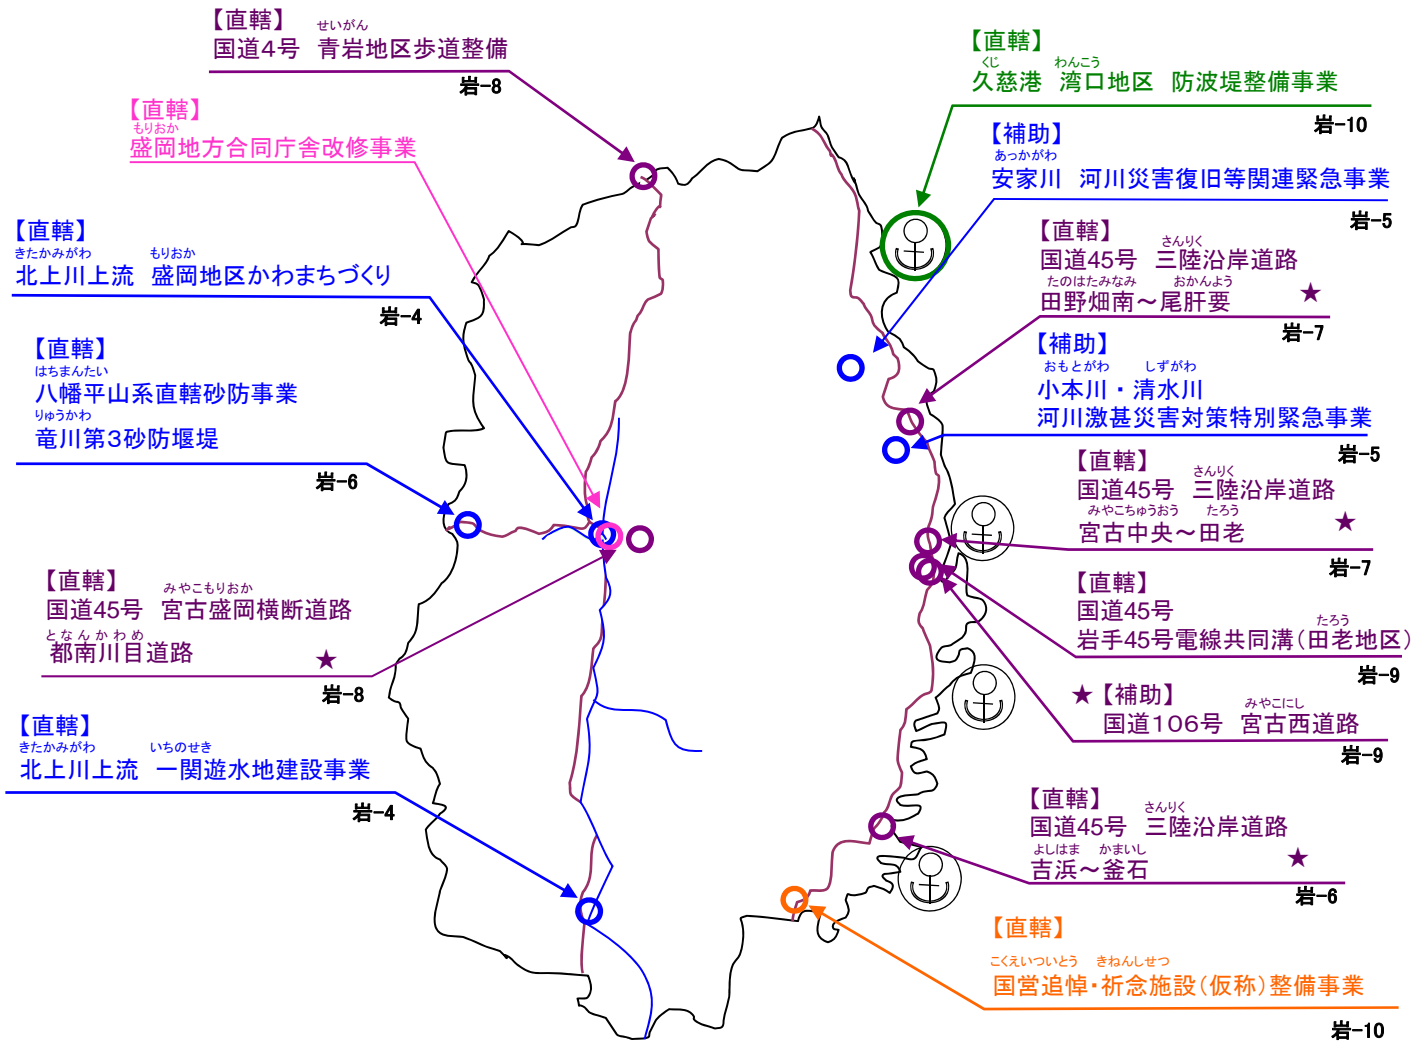 【直轄】
せいがん
国道4号 青岩地区歩道整備
岩-8
【直轄】
もりおか
盛岡地方合同庁舎改修事業
【直轄】
きたかみがわ もりおか
北上川上流 盛岡地区かわまちづくり
岩-4
【直轄】
はちまんたい
八幡平山系直轄砂防事業
りゅうかわ
竜川第3砂防堰堤
岩-6
【直轄】
みやこもりおか
国道45号 宮古盛岡横断道路
となんかわめ
都南川目道路 ★
岩-8
【直轄】
きたかみがわ いちのせき
北上川上流 一関遊水地建設事業
岩-4
【直轄】
くじ わんこう
久慈港 湾口地区 防波堤整備事業
岩-10
【補助】
あっかがわ
安家川 河川災害復旧等関連緊急事業
岩-5
【直轄】
さんりく
国道45号 三陸沿岸道路
たのはたみなみ おかんよう
田野畑南～尾肝要 ★
岩-7
【補助】
おもとがわ しずがわ
小本川・清水川
河川激甚災害対策特別緊急事業
岩-5
【直轄】
さんりく
国道45号 三陸沿岸道路
みやこちゅうおう たろう
宮古中央～田老 ★
岩-7
【直轄】
国道45号
たろう
岩手45号電線共同溝(田老地区)
岩-9
★【補助】
みやこにし
国道106号 宮古西道路
岩-9
【直轄】
さんりく
国道45号 三陸沿岸道路
よしはま かまいし
吉浜～釜石 ★
岩-6
【直轄】
こくえいついとう きねんしせつ
国営追悼・祈念施設(仮称)整備事業
岩-10